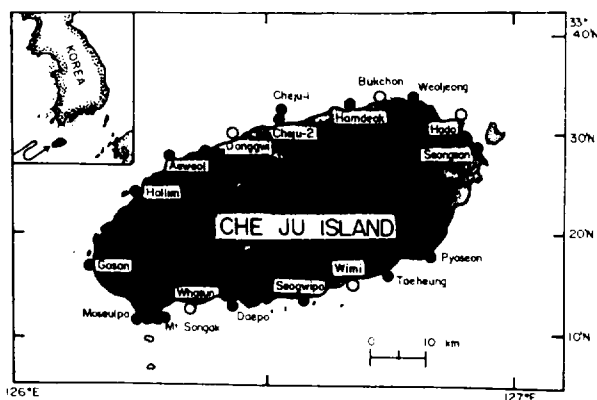 KOREA
33°
40'N
Bukchon
Weoljeong
Cheju-1
Hamdeok
Hado
Cheju-2
30'N
Donggwi
Seongsan
Aeweol
Hallim
CHE JU ISLAND
20'N
Pyoseon
Gosan
Wimi
Taeheung
Whasun
Seogwipo
Moseulpo
Daepo
Mt Songak
0 10 km
10'N
126°E
127°E